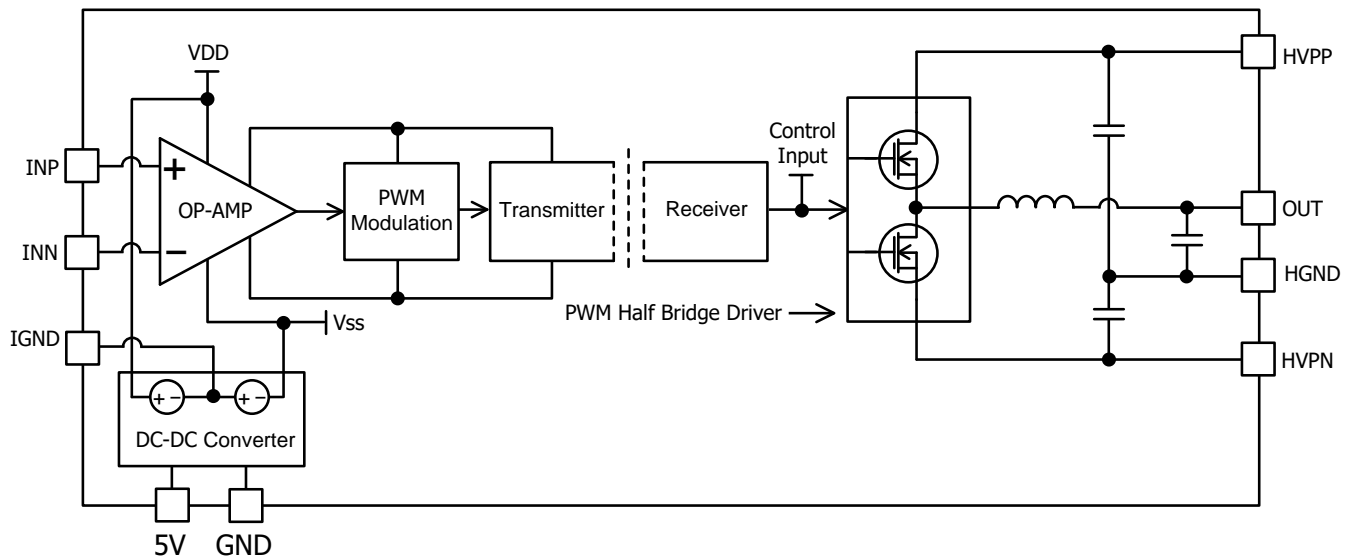 VDD
HVPP
INP
+
OP-AMP
PWM
Modulation
Transmitter
Receiver
Control
Input
OUT
INN
−
HGND
PWM Half Bridge Driver
Vss
IGND
HVPN
+ −
+ −
DC-DC Converter
5V
GND